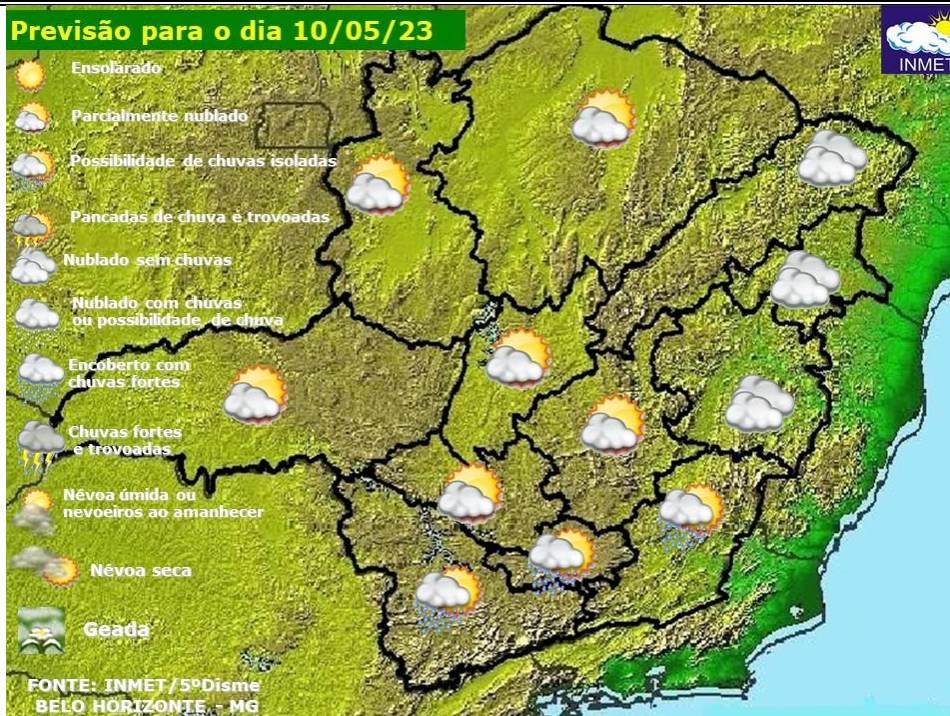 Previsão para o dia 10/05/23
INMET
Ensolarado
Parcialmente nublado
Possibilidade de chuvas isoladas
Pancadas de chuva e trovoadas
Nublado sem chuvas
Nublado com chuvas
ou possibilidade de chuva
Encoberto com
chuvas fortes
Chuvas fortes
e trovoadas
Névoa úmida ou
nevoeiros ao amanhecer
Névoa seca
Geada
FONTE: INMET/5ºDisme
BELO HORIZONTE - MG